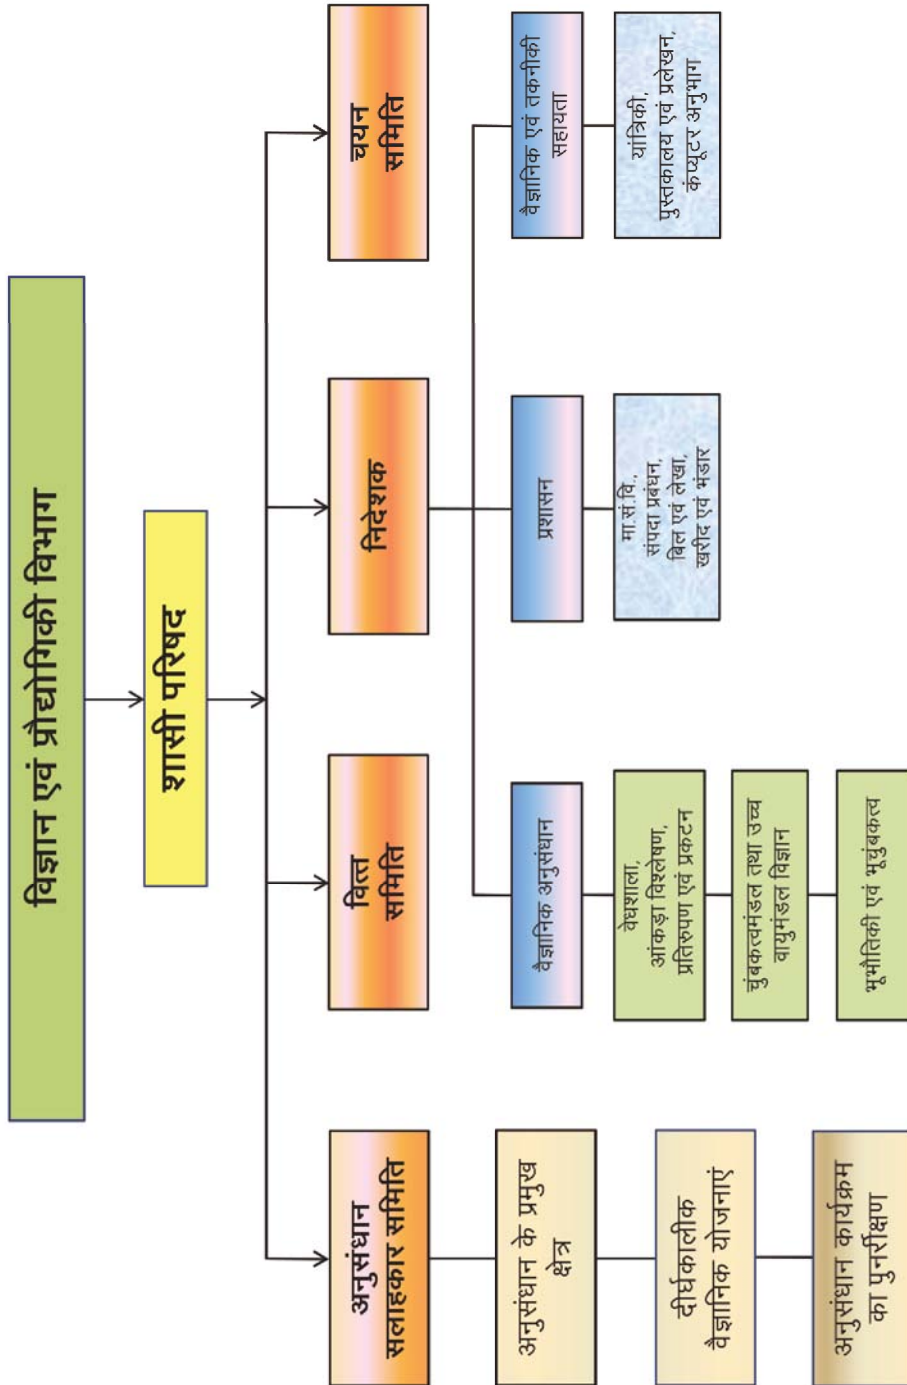 विज्ञान एवं प्रौद्योगिकी विभाग
शासी परिषद
अनुसंधान
सलाहकार समिति
वित्त
समिति
निदेशक
चयन
समिति
अनुसंधान के प्रमुख
क्षेत्र
दीर्घकालीक
वैज्ञानिक योजनाएं
अनुसंधान कार्यक्रम
का पुनर्रीक्षण
वैज्ञानिक अनुसंधान
वेधशाला,
आंकड़ा विश्लेषण,
प्रतिरुपण एवं प्रकटन
चुंबकत्वमंडल तथा उच्च
वायुमंडल विज्ञान
भूभौतिकी एवं भूचुंबकत्व
प्रशासन
मा.सं.वि.,
संपदा प्रबंधन,
बिल एवं लेखा,
खरीद एवं भंडार
वैज्ञानिक एवं तकनीकी
सहायता
यांत्रिकी,
पुस्तकालय एवं प्रलेखन,
कंप्यूटर अनुभाग